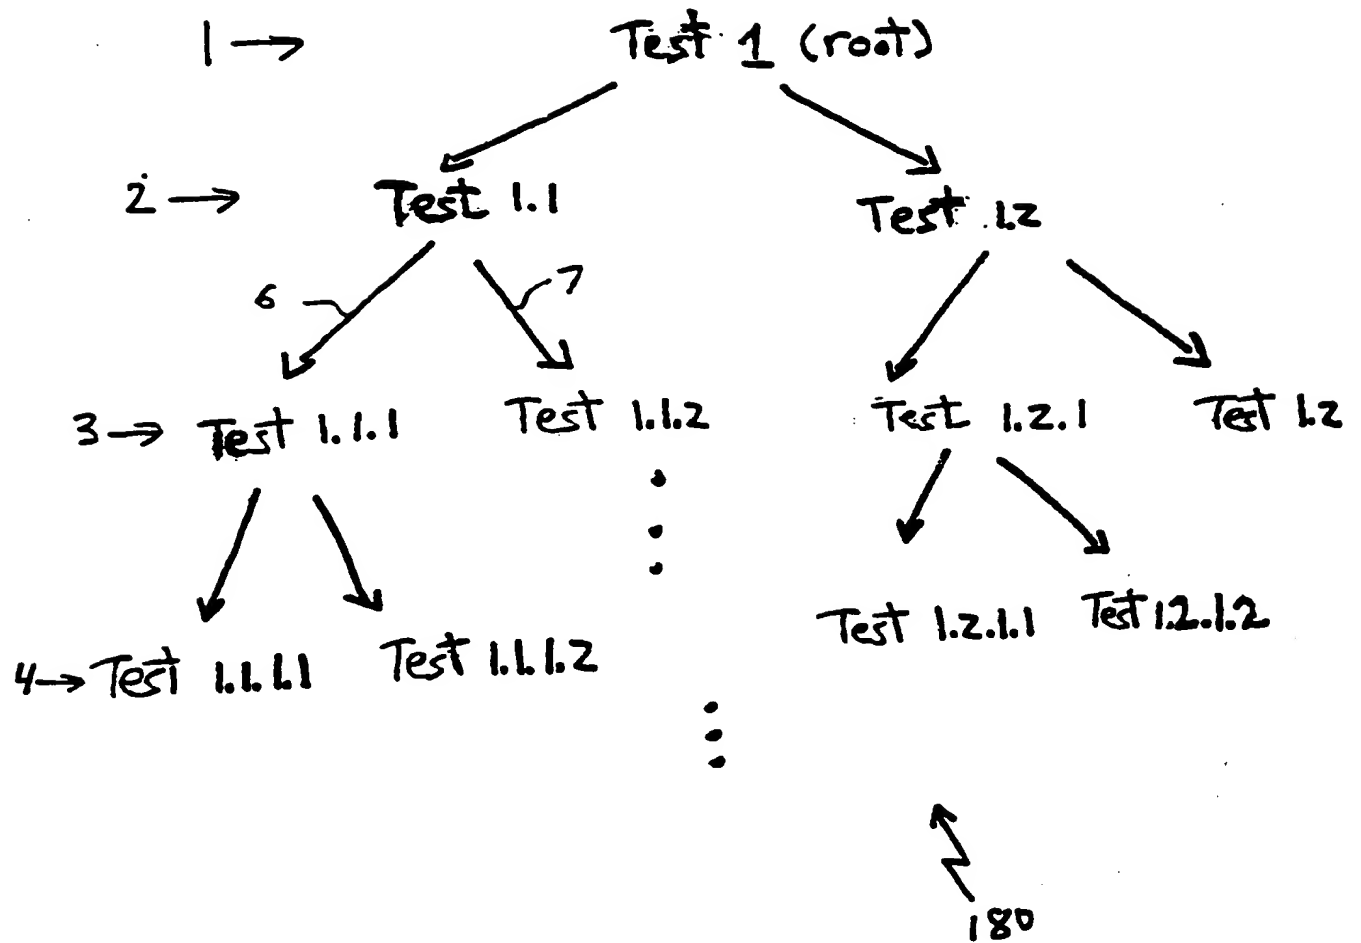 1 → Test 1 (root)
2 → Test 1.1 Test 1.2
6 7
3 → Test 1.1.1 Test 1.1.2 Test 1.2.1 Test 1.2
Test 1.2.1.1 Test 1.2.1.2
4 → Test 1.1.1.1 Test 1.1.1.2
180